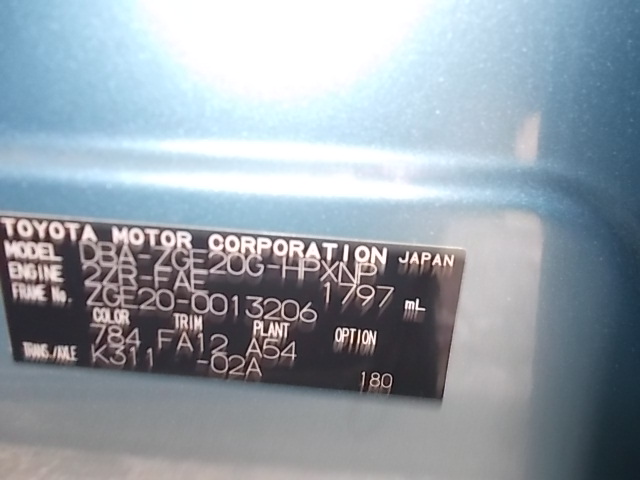 TOYOTA MOTOR CORPORATION JAPAN
MODEL DBA-ZGE20G-HPXNP
ENGINE 2ZR-FAE 1797 mL
FRAME No. ZGE20-0013206
COLOR TRIM PLANT OPTION
784 FA12 A54
TRANS./AXLE K311 -02A
180